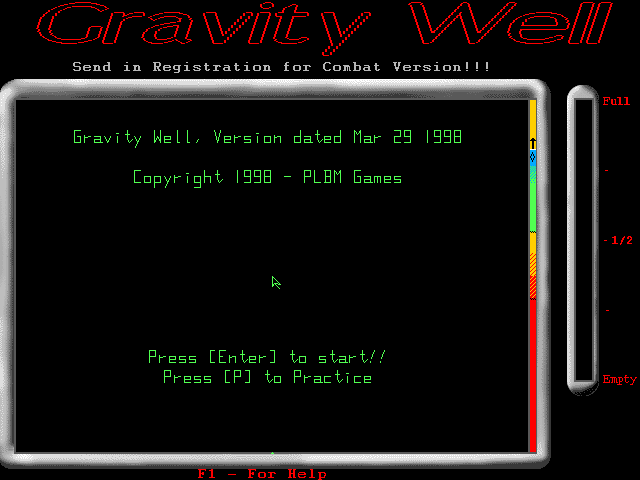 Gravity Well
Send in Registration for Combat Version!!!
Full
Gravity Well, Version dated Mar 29 1998
Copyright 1998 - PLBM Games
- 1/2
Press [Enter] to start!!
Press [P] to Practice
Empty
F1 - For Help